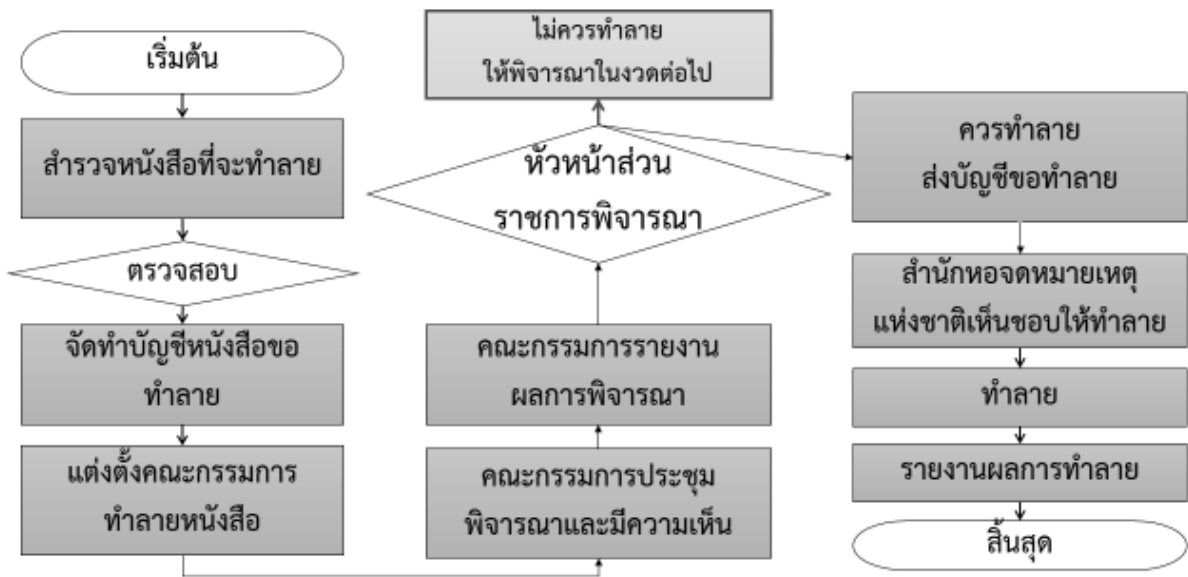 เริ่มต้น
สำรวจหนังสือที่จะทำลาย
ตรวจสอบ
จัดทำบัญชีหนังสือขอ
ทำลาย
แต่งตั้งคณะกรรมการ
ทำลายหนังสือ
คณะกรรมการประชุม
พิจารณาและมีความเห็น
คณะกรรมการรายงาน
ผลการพิจารณา
หัวหน้าส่วน
ราชการพิจารณา
ไม่ควรทำลาย
ให้พิจารณาในงวดต่อไป
ควรทำลาย
ส่งบัญชีขอทำลาย
สำนักหอจดหมายเหตุ
แห่งชาติเห็นชอบให้ทำลาย
ทำลาย
รายงานผลการทำลาย
สิ้นสุด